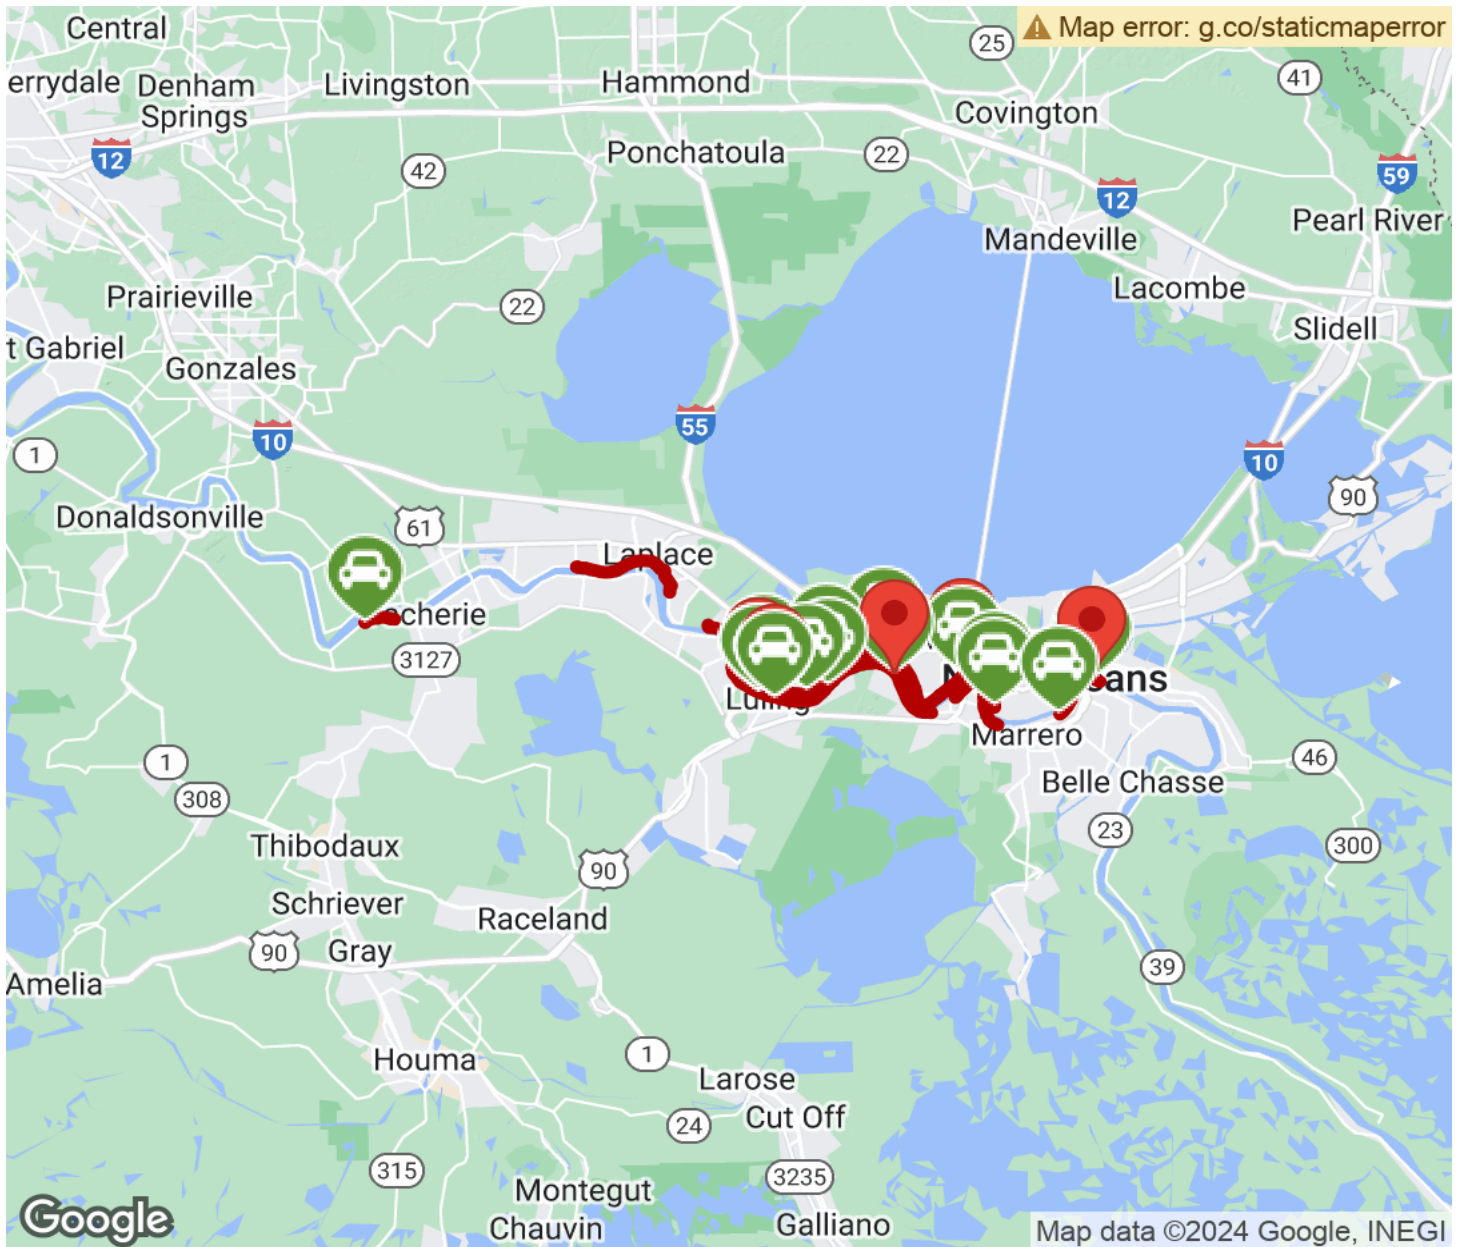 Central
25
Map error: g.co/staticmaperror
errydale
Denham
Springs
Livingston
Hammond
41
Covington
12
42
Ponchatoula
22
59
12
Pearl River
Mandeville
Prairieville
22
Lacombe
Slidell
t Gabriel
Gonzales
55
10
10
1
90
Donaldsonville
61
Laplace
cherie
3127
ans
Luling
Marrero
1
46
Belle Chasse
308
23
Thibodaux
300
90
Schriever
Raceland
90
Gray
39
Amelia
1
Houma
Larose
Cut Off
24
315
3235
Montegut
Chauvin
Galliano
Google
Map data ©2024 Google, INEGI